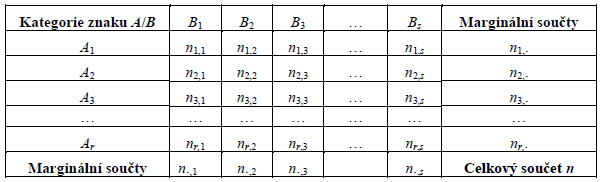 Kategorie znaku A/B B1 B2 B3 … Bs Marginální součty
A1 n1,1 n1,2 n1,3 … n1,s n1,·
A2 n2,1 n2,2 n2,3 … n2,s n2,·
A3 n3,1 n3,2 n3,3 … n3,s n3,·
… … … … … … …
Ar nr,1 nr,2 nr,3 nr,s nr,·
Marginální součty n·,1 n·,2 n·,3 n·,s Celkový součet n